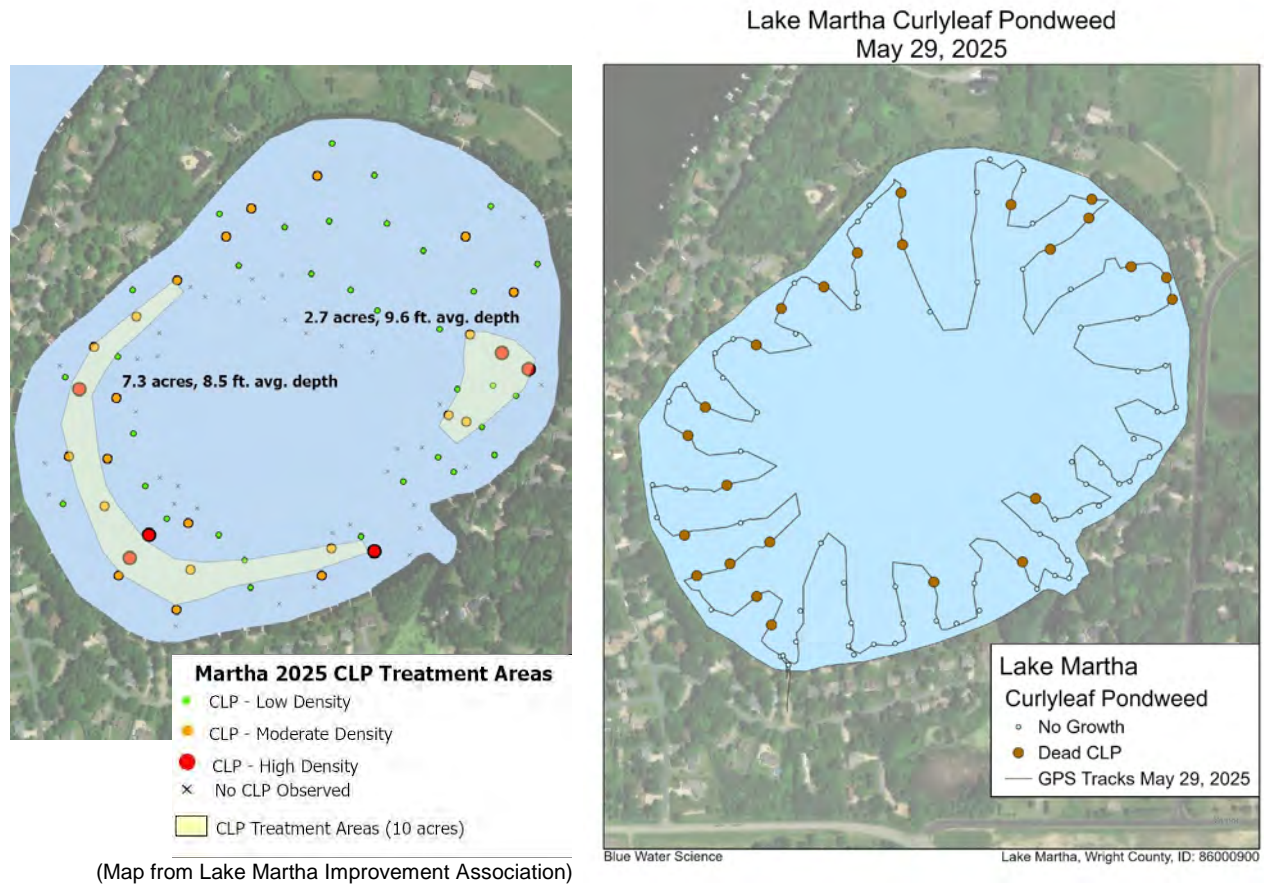 Lake Martha Curlyleaf Pondweed
May 29, 2025
2.7 acres, 9.6 ft. avg. depth
7.3 acres, 8.5 ft. avg. depth
Martha 2025 CLP Treatment Areas
CLP - Low Density
CLP - Moderate Density
CLP - High Density
No CLP Observed
CLP Treatment Areas (10 acres)
(Map from Lake Martha Improvement Association)
Lake Martha
Curlyleaf Pondweed
No Growth
Dead CLP
GPS Tracks May 29, 2025
Blue Water Science
Lake Martha, Wright County, ID: 86000900